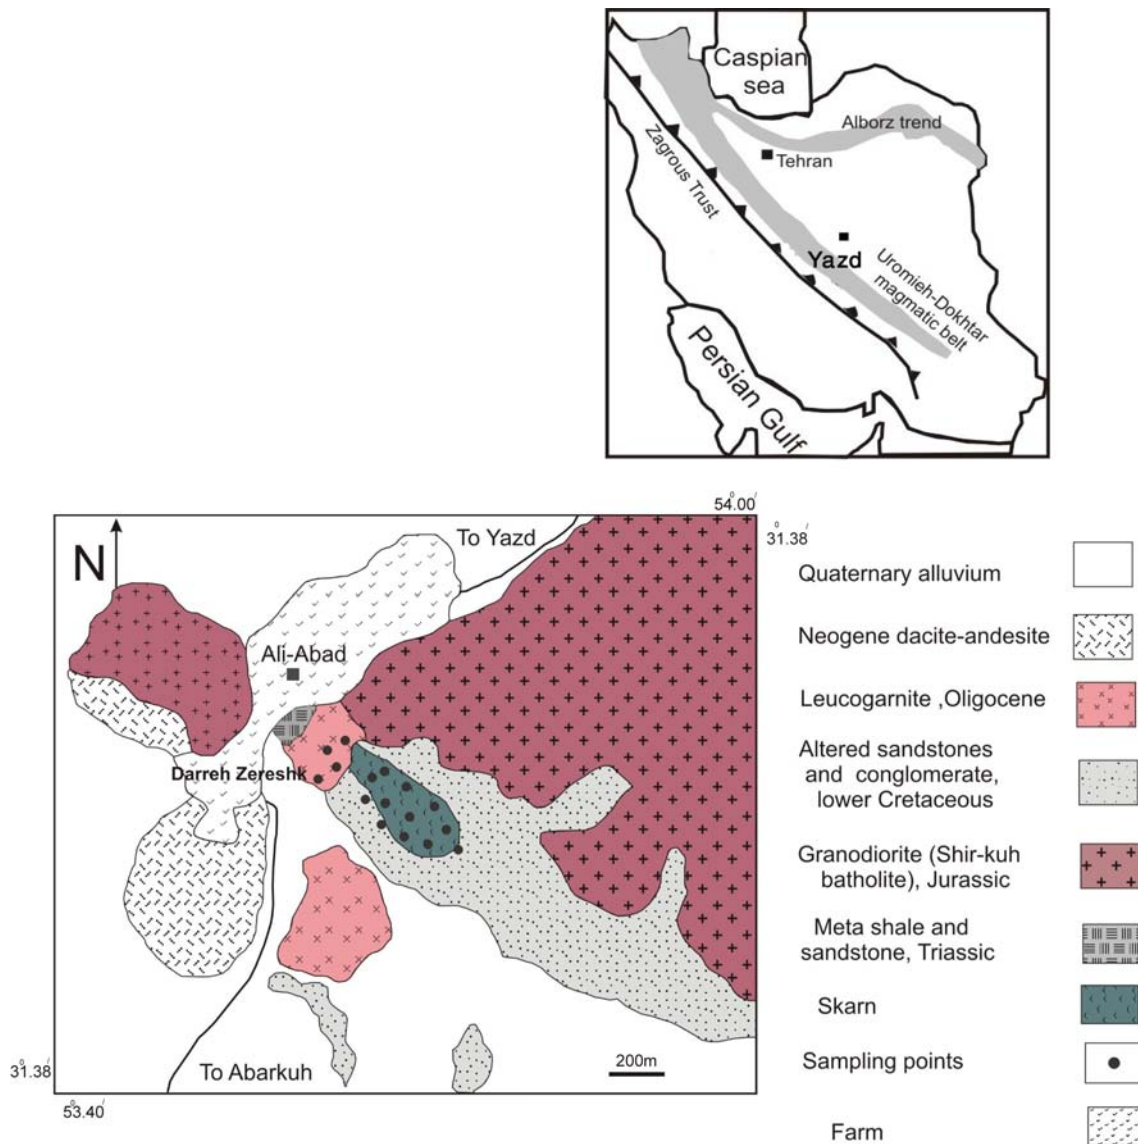 Caspian
sea
Alborz trend
Tehran
Zagrous Trust
Yazd
Uromieh-Dokhtar
magmatic belt
Persian Gulf
54°.00'
31°.38'
To Yazd
N
Ali-Abad
Darreh Zereshk
To Abarkuh
200m
31°.38'
53°.40'
Quaternary alluvium
Neogene dacite-andesite
Leucogarnite ,Oligocene
Altered sandstones
and conglomerate,
lower Cretaceous
Granodiorite (Shir-kuh
batholite), Jurassic
Meta shale and
sandstone, Triassic
Skarn
Sampling points
Farm